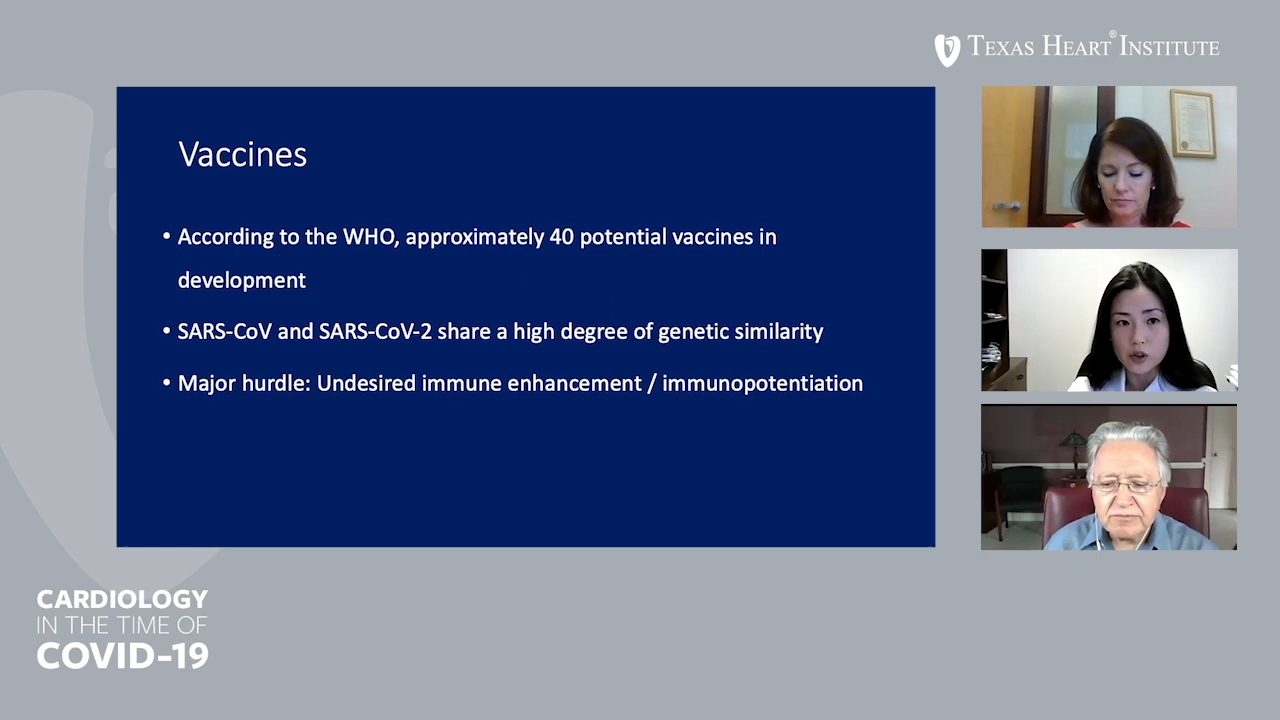 TEXAS HEART® INSTITUTE
Vaccines
• According to the WHO, approximately 40 potential vaccines in
development
• SARS-CoV and SARS-CoV-2 share a high degree of genetic similarity
• Major hurdle: Undesired immune enhancement / immunopotentiation
CARDIOLOGY
IN THE TIME OF
COVID-19